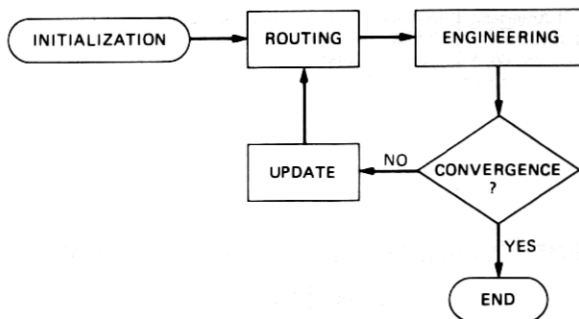 INITIALIZATION
ROUTING
ENGINEERING
UPDATE
NO
CONVERGENCE
?
YES
END